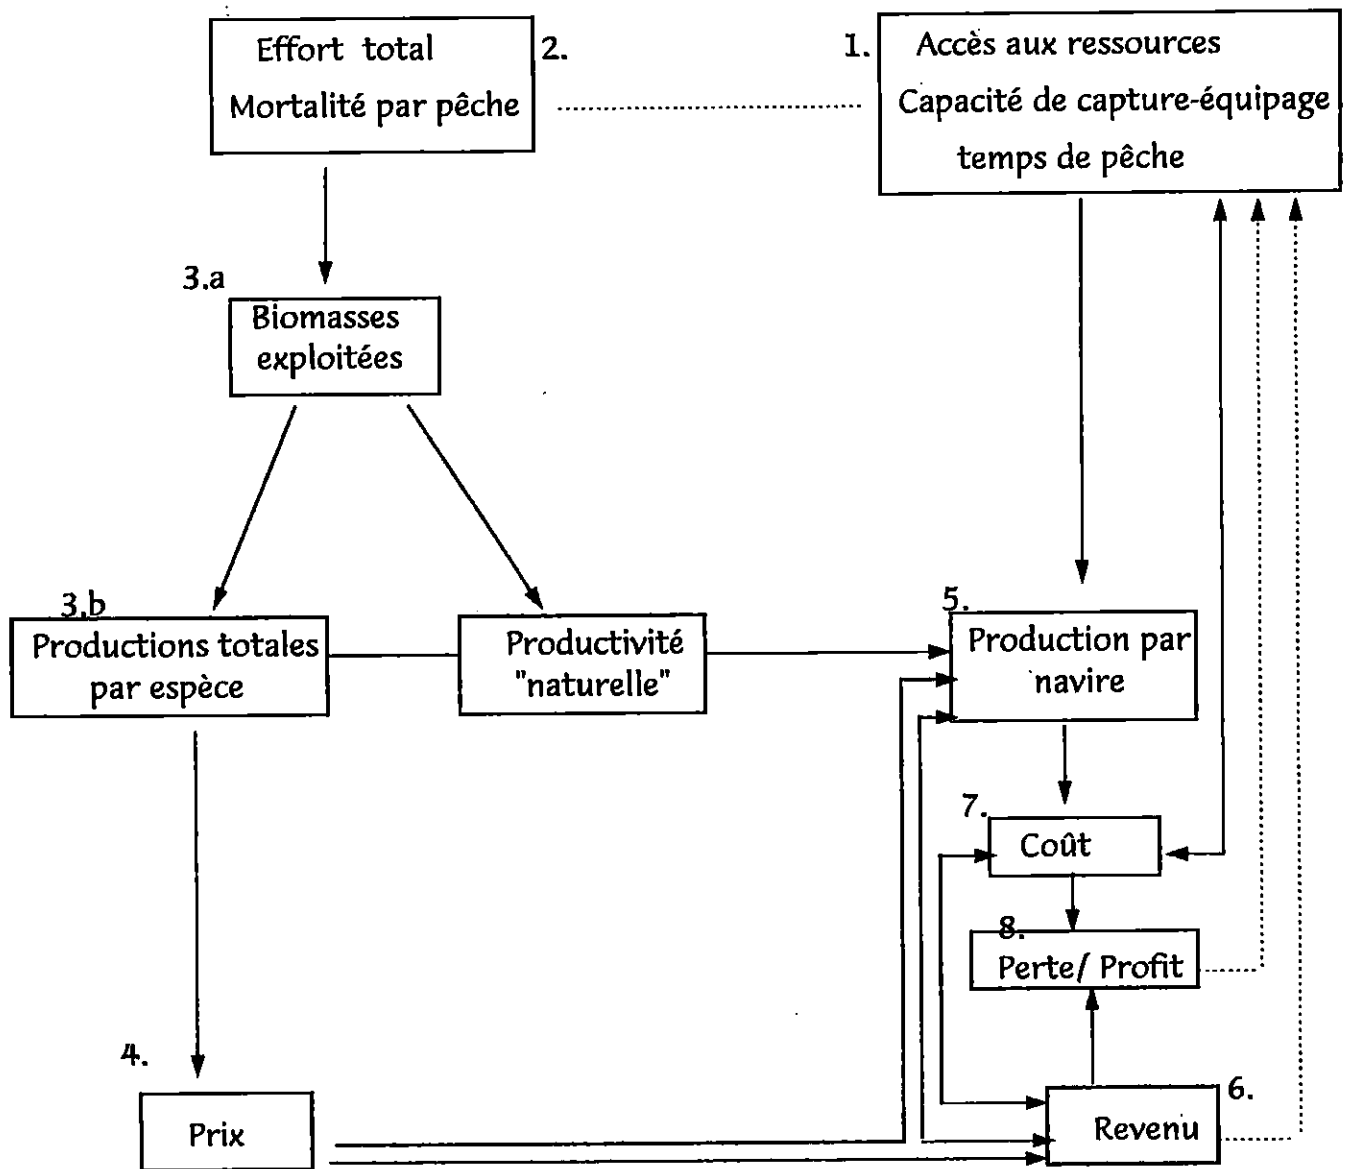 Effort total
Mortalité par pêche
2.
1.
Accès aux ressources
Capacité de capture-équipage
temps de pêche
3.a
Biomasses
exploitées
3.b
Productions totales
par espèce
Productivité
"naturelle"
5.
Production par
navire
7.
Coût
8.
Perte/ Profit
4.
Prix
6.
Revenu